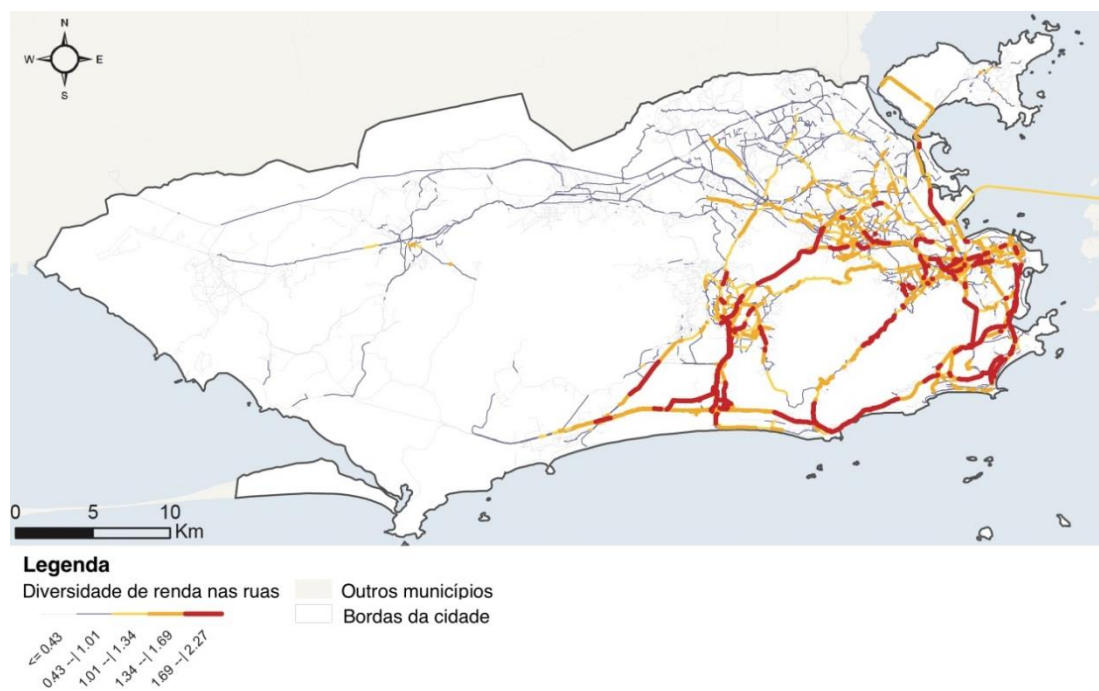 N
W E
S
0 5 10
Km
Legenda
Diversidade de renda nas ruas
<= 0.43
0.43 --| 1.01
1.01 --| 1.34
1.34 --| 1.69
1.69 --| 2.27
Outros municípios
Bordas da cidade